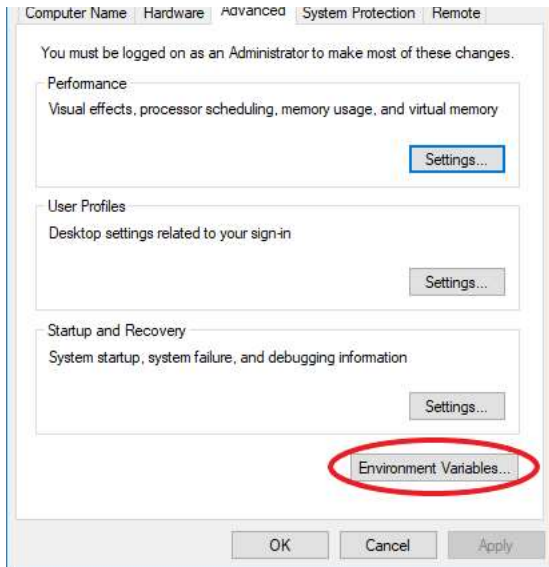 Computer Name Hardware Advanced System Protection Remote
You must be logged on as an Administrator to make most of these changes.
Performance
Visual effects, processor scheduling, memory usage, and virtual memory
Settings...
User Profiles
Desktop settings related to your sign-in
Settings...
Startup and Recovery
System startup, system failure, and debugging information
Settings...
Environment Variables...
OK Cancel Apply